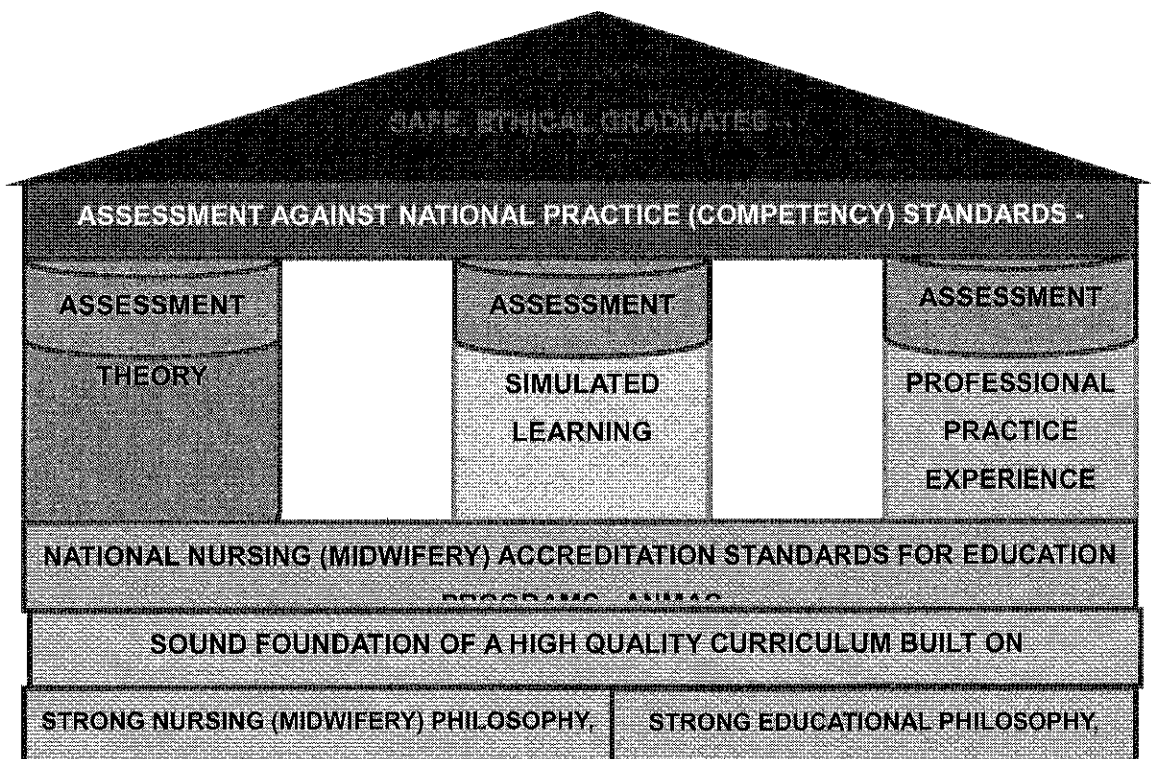 SAFE, ETHICAL GRADUATES -
ASSESSMENT AGAINST NATIONAL PRACTICE (COMPETENCY) STANDARDS -
ASSESSMENT
THEORY
ASSESSMENT
SIMULATED
LEARNING
ASSESSMENT
PROFESSIONAL
PRACTICE
EXPERIENCE
NATIONAL NURSING (MIDWIFERY) ACCREDITATION STANDARDS FOR EDUCATION
PROGRAMS - ANMAC
SOUND FOUNDATION OF A HIGH QUALITY CURRICULUM BUILT ON
STRONG NURSING (MIDWIFERY) PHILOSOPHY,
STRONG EDUCATIONAL PHILOSOPHY,